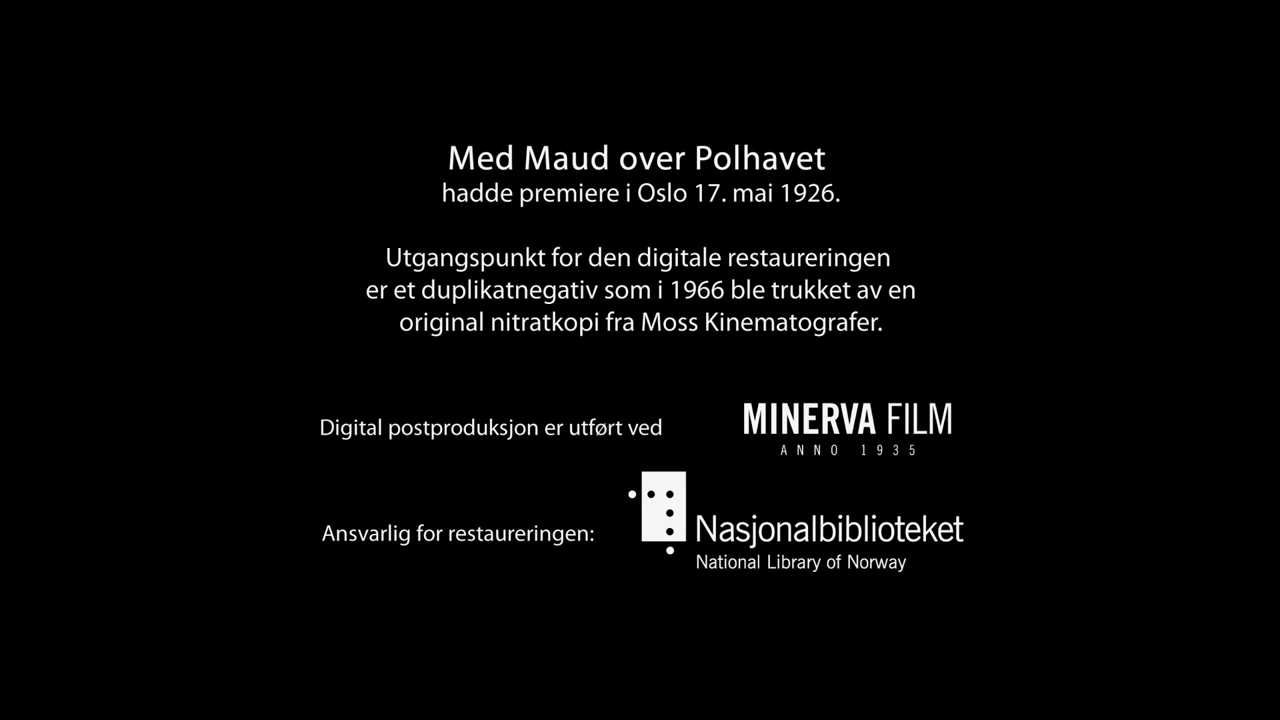 Med Maud over Polhavet
hadde premiere i Oslo 17. mai 1926.
Utgangspunkt for den digitale restaureringen
er et duplikatnegativ som i 1966 ble trukket av en
original nitratkopi fra Moss Kinematografer.
Digital postproduksjon er utført ved
MINERVA FILM
ANNO 1935
Ansvarlig for restaureringen:
Nasjonalbiblioteket
National Library of Norway